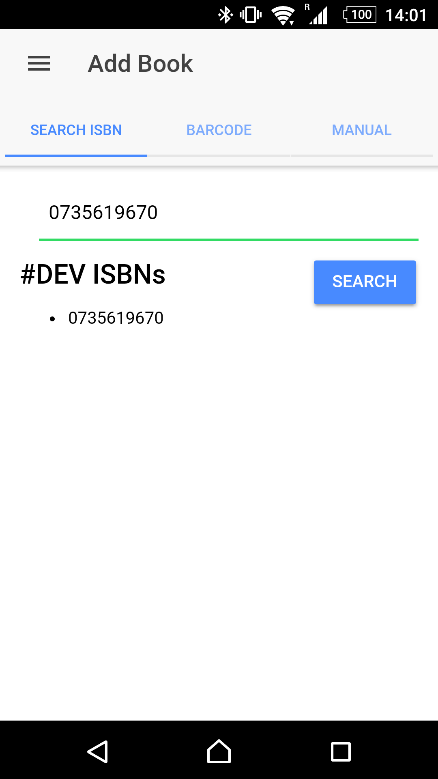 R 100 14:01
Add Book
SEARCH ISBN BARCODE MANUAL
0735619670
#DEV ISBNs
SEARCH
• 0735619670